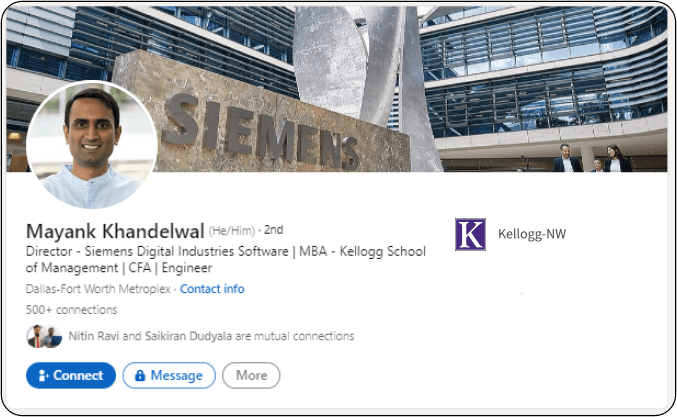 SIEMENS
Mayank Khandelwal (He/Him) · 2nd
Director - Siemens Digital Industries Software | MBA - Kellogg School
of Management | CFA | Engineer
K Kellogg-NW
Dallas-Fort Worth Metroplex · Contact info
500+ connections
Nitin Ravi and Saikiran Dudyala are mutual connections
Connect Message More